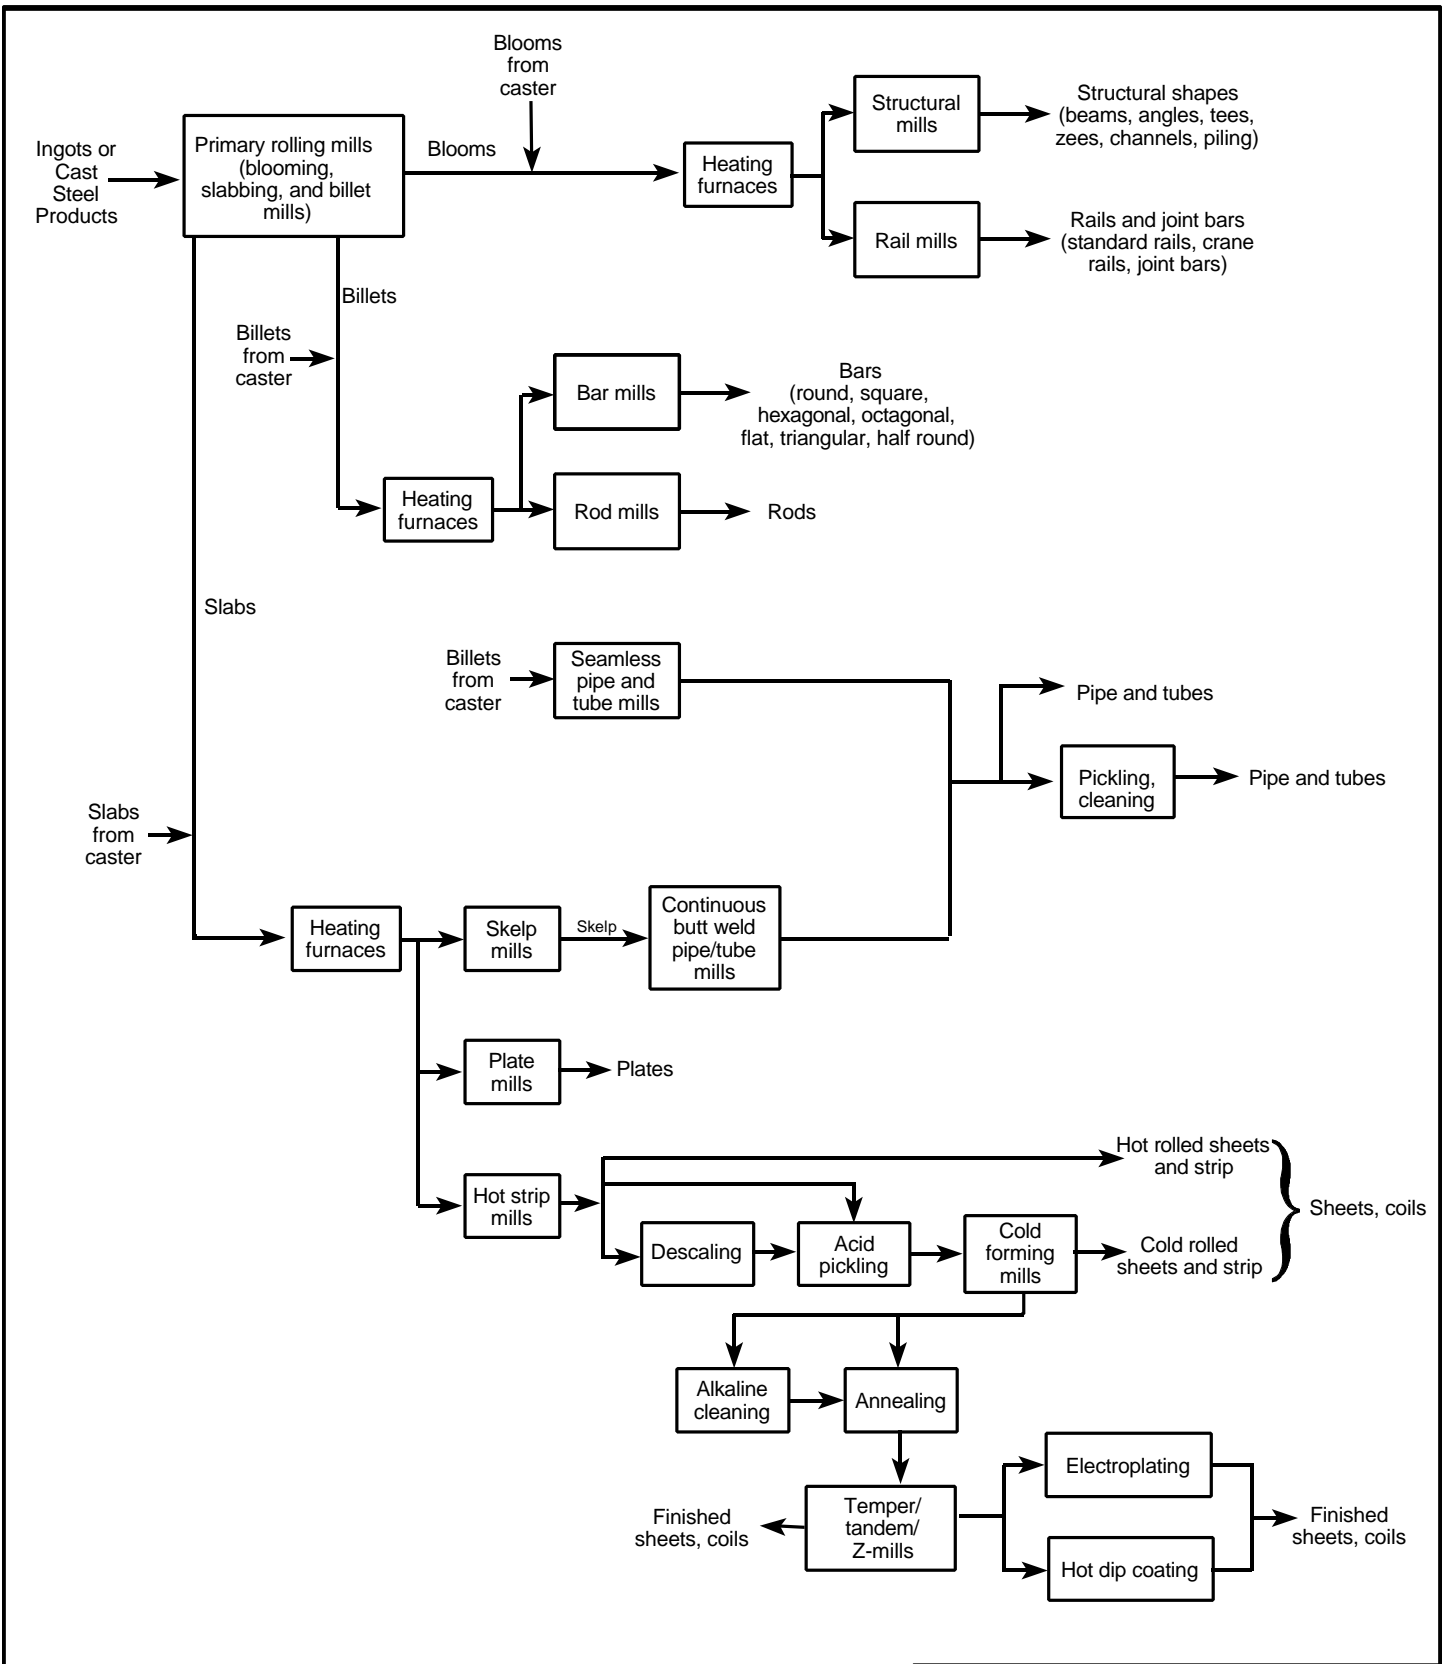 Blooms
from
caster
Ingots or
Cast
Steel
Products
Primary rolling mills
(blooming,
slabbing, and billet
mills)
Blooms
Heating
furnaces
Structural
mills
Structural shapes
(beams, angles, tees,
zees, channels, piling)
Rail mills
Rails and joint bars
(standard rails, crane
rails, joint bars)
Billets
Billets
from
caster
Bar mills
Bars
(round, square,
hexagonal, octagonal,
flat, triangular, half round)
Heating
furnaces
Rod mills
Rods
Slabs
Billets
from
caster
Seamless
pipe and
tube mills
Pipe and tubes
Pickling,
cleaning
Pipe and tubes
Slabs
from
caster
Heating
furnaces
Skelp
mills
Skelp
Continuous
butt weld
pipe/tube
mills
Plate
mills
Plates
Hot strip
mills
Hot rolled sheets
and strip
Sheets, coils
Descaling
Acid
pickling
Cold
forming
mills
Cold rolled
sheets and strip
Alkaline
cleaning
Annealing
Finished
sheets, coils
Temper/
tandem/
Z-mills
Electroplating
Hot dip coating
Finished
sheets, coils